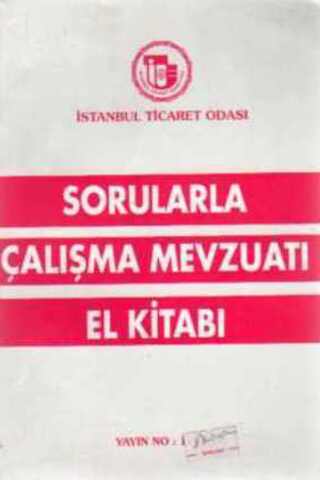 İSTANBUL TİCARET ODASI
SORULARLA
ÇALIŞMA MEVZUATI
EL KİTABI
YAYIN NO : 1